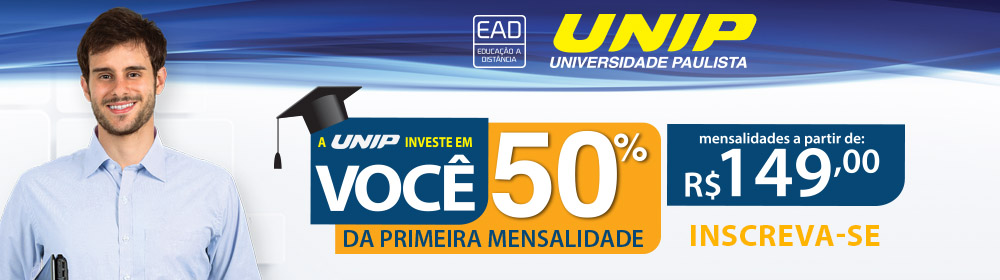 EAD
EDUCAÇÃO A
DISTÂNCIA
UNIP
UNIVERSIDADE PAULISTA
A UNIP INVESTE EM
VOCÊ
50%
DA PRIMEIRA MENSALIDADE
mensalidades a partir de:
R$149,00
INSCREVA-SE